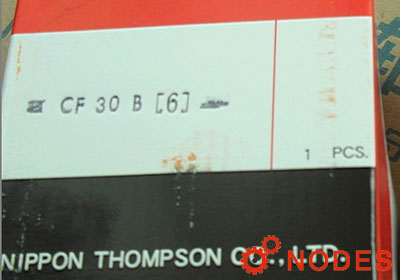 CF 30 B [6]
1 PCS.
NIPPON THOMPSON CO., LTD.
NODES